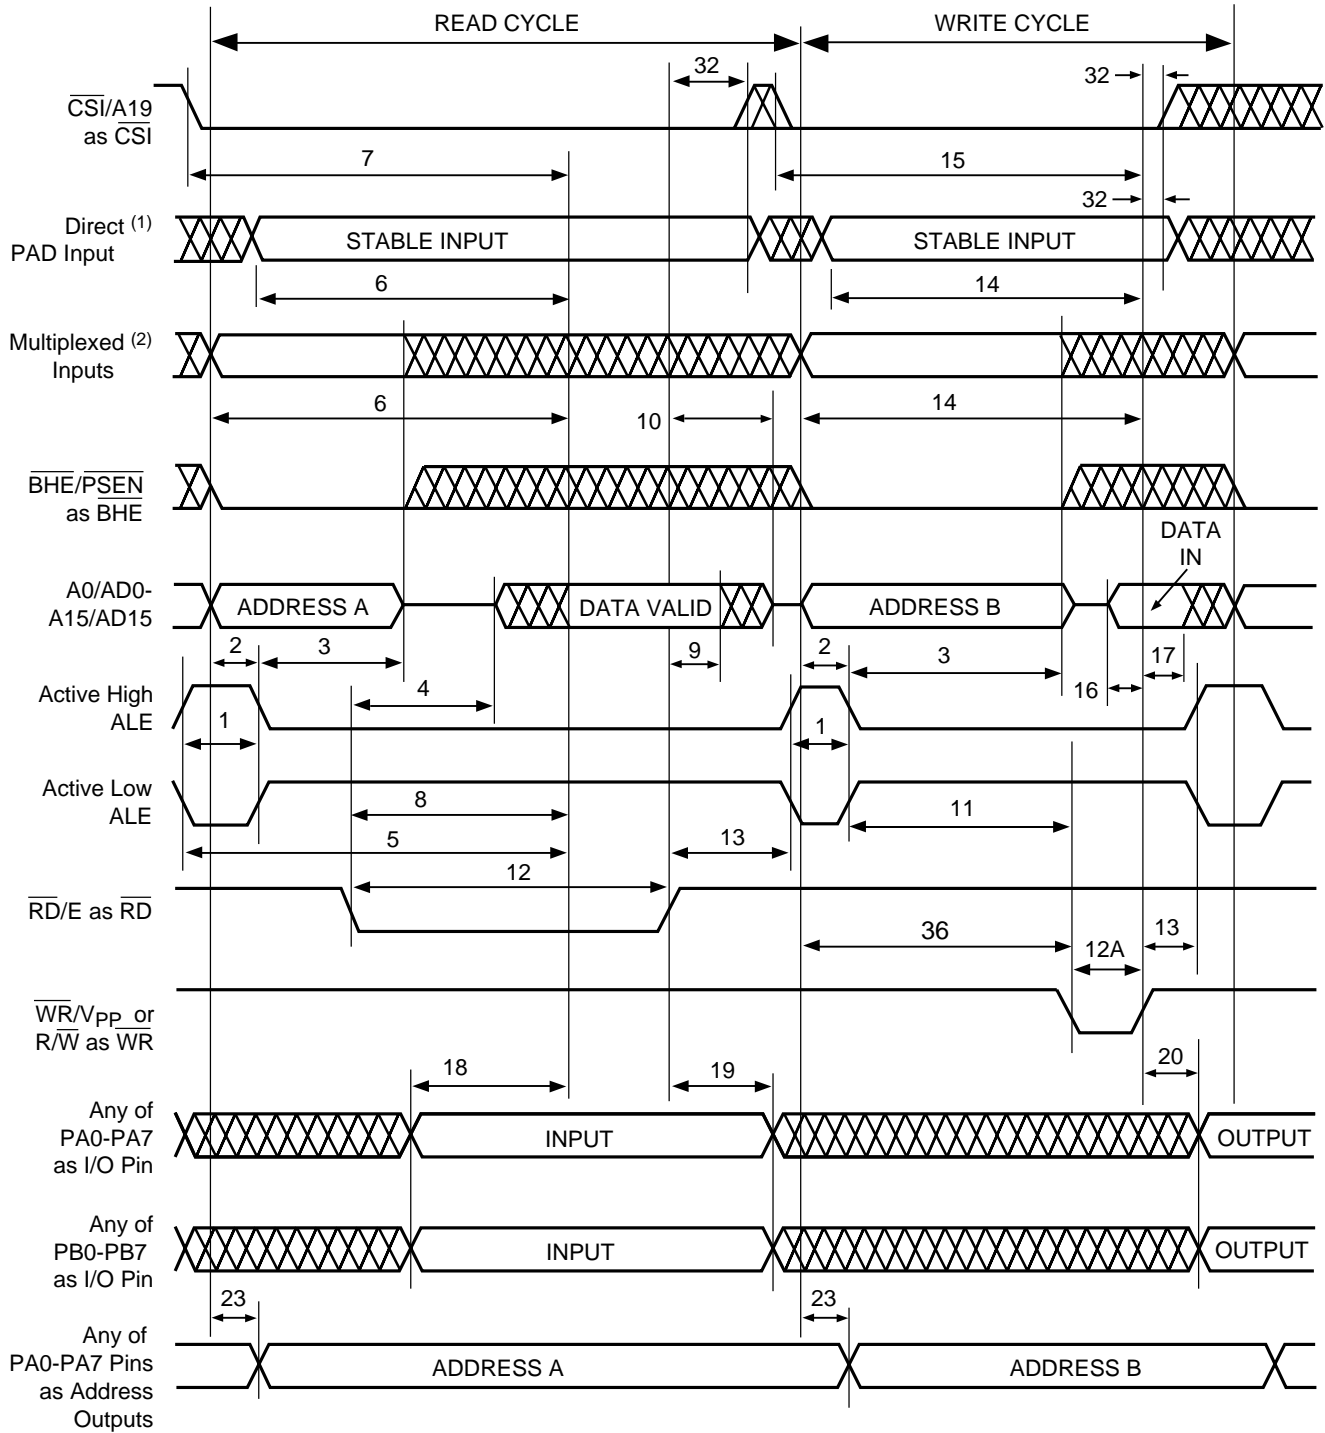 READ CYCLE
WRITE CYCLE
32
32
CSI/A19
as CSI
7
15
32
Direct (1)
PAD Input
STABLE INPUT
STABLE INPUT
6
14
Multiplexed (2)
Inputs
6
10
14
BHE/PSEN
as BHE
DATA
IN
A0/AD0-
A15/AD15
ADDRESS A
DATA VALID
ADDRESS B
2
3
9
2
3
17
4
16
Active High
ALE
1
1
Active Low
ALE
8
11
5
13
12
RD/E as RD
36
12A
13
WR/VPP or
R/W as WR
18
19
20
Any of
PA0-PA7
as I/O Pin
INPUT
OUTPUT
Any of
PB0-PB7
as I/O Pin
INPUT
OUTPUT
23
23
Any of
PA0-PA7 Pins
as Address
Outputs
ADDRESS A
ADDRESS B